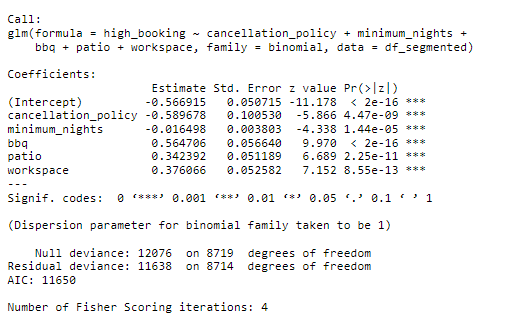 Call:
glm(formula = high_booking ~ cancellation_policy + minimum_nights +
    bbq + patio + workspace, family = binomial, data = df_segmented)

Coefficients:
                     Estimate Std. Error z value Pr(>|z|)
(Intercept)         -0.566915   0.050715 -11.178  < 2e-16 ***
cancellation_policy -0.589678   0.100530  -5.866 4.47e-09 ***
minimum_nights      -0.016498   0.003803  -4.338 1.44e-05 ***
bbq                  0.564706   0.056640   9.970  < 2e-16 ***
patio                0.342392   0.051189   6.689 2.25e-11 ***
workspace            0.376066   0.052582   7.152 8.55e-13 ***
---
Signif. codes:  0 ‘***’ 0.001 ‘**’ 0.01 ‘*’ 0.05 ‘.’ 0.1 ‘ ’ 1

(Dispersion parameter for binomial family taken to be 1)

    Null deviance: 12076  on 8719  degrees of freedom
Residual deviance: 11638  on 8714  degrees of freedom
AIC: 11650

Number of Fisher Scoring iterations: 4